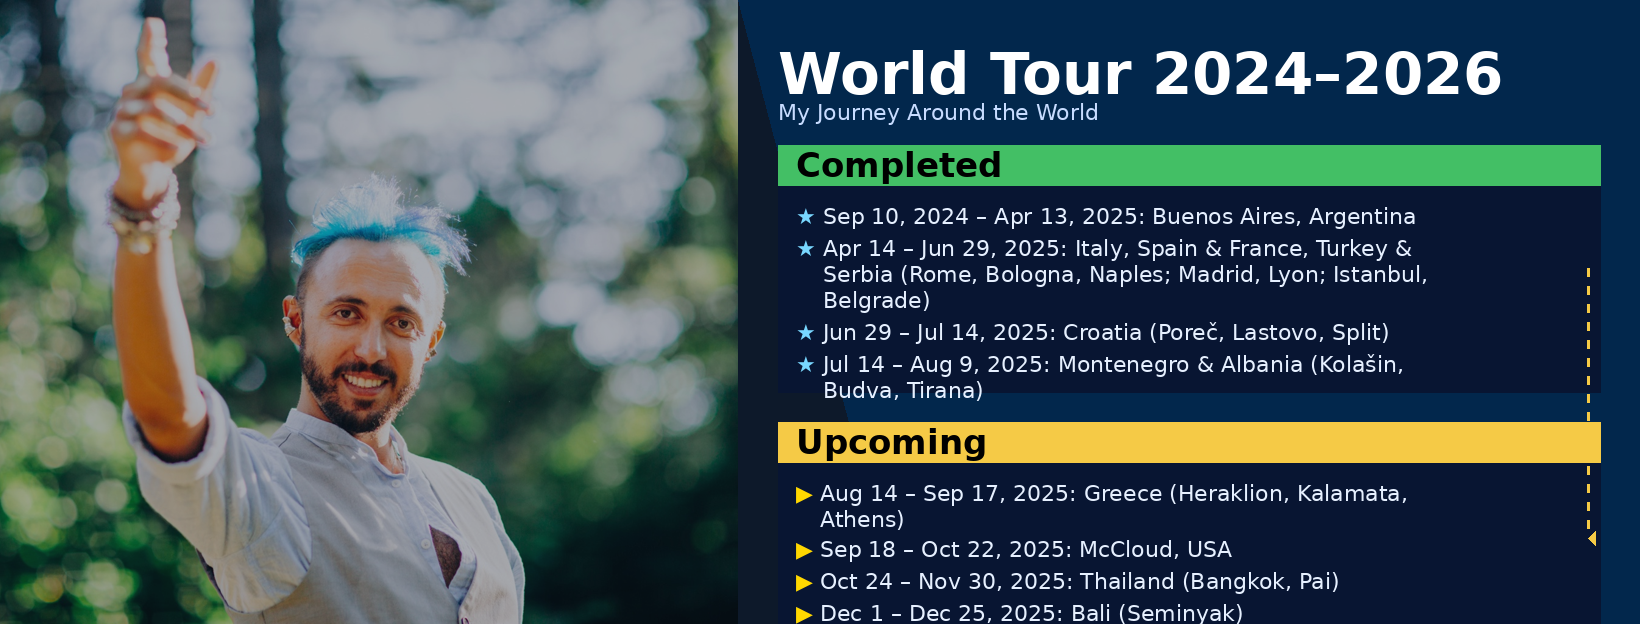 World Tour 2024–2026
My Journey Around the World
Completed
★ Sep 10, 2024 – Apr 13, 2025: Buenos Aires, Argentina
★ Apr 14 – Jun 29, 2025: Italy, Spain & France, Turkey &
Serbia (Rome, Bologna, Naples; Madrid, Lyon; Istanbul,
Belgrade)
★ Jun 29 – Jul 14, 2025: Croatia (Poreč, Lastovo, Split)
★ Jul 14 – Aug 9, 2025: Montenegro & Albania (Kolašin,
Budva, Tirana)
Upcoming
▶ Aug 14 – Sep 17, 2025: Greece (Heraklion, Kalamata,
Athens)
▶ Sep 18 – Oct 22, 2025: McCloud, USA
▶ Oct 24 – Nov 30, 2025: Thailand (Bangkok, Pai)
▶ Dec 1 – Dec 25, 2025: Bali (Seminyak)